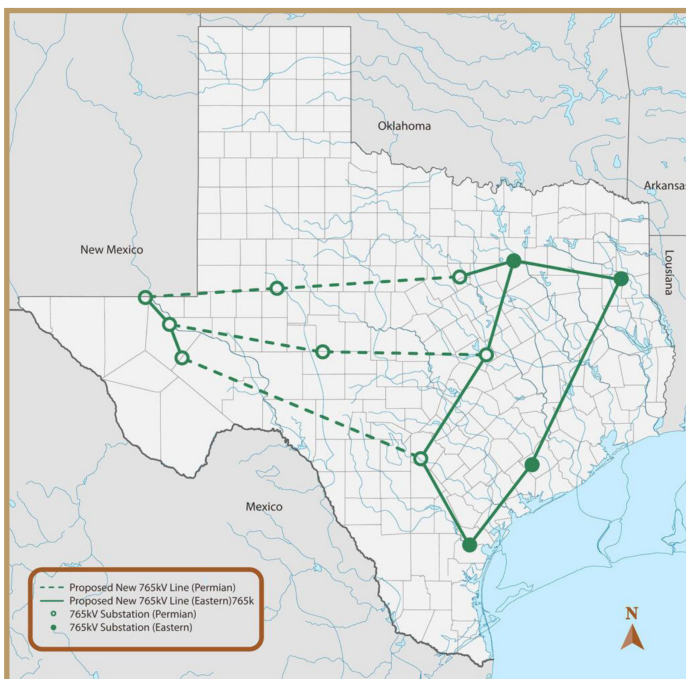 Oklahoma
Arkansas
New Mexico
Lousiana
Mexico
Proposed New 765kV Line (Permian)
Proposed New 765kV Line (Eastern)765k
765kV Substation (Permian)
765kV Substation (Eastern)
N